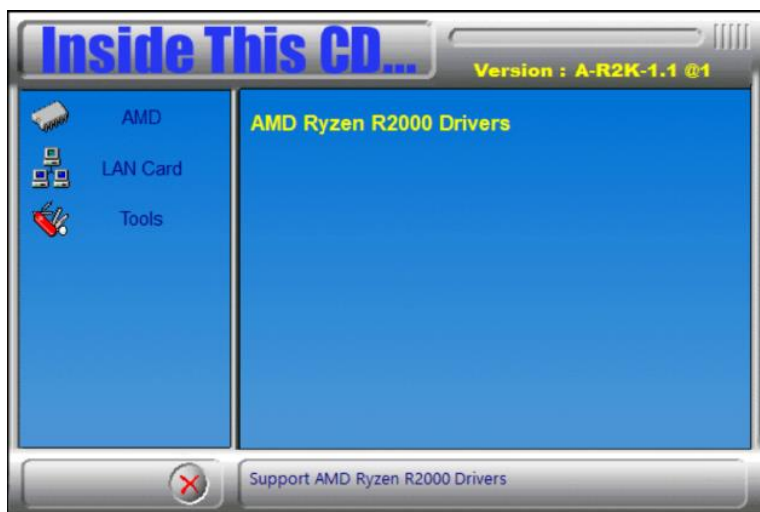 Inside This CD...
Version : A-R2K-1.1 @1
AMD
LAN Card
Tools
AMD Ryzen R2000 Drivers
Support AMD Ryzen R2000 Drivers